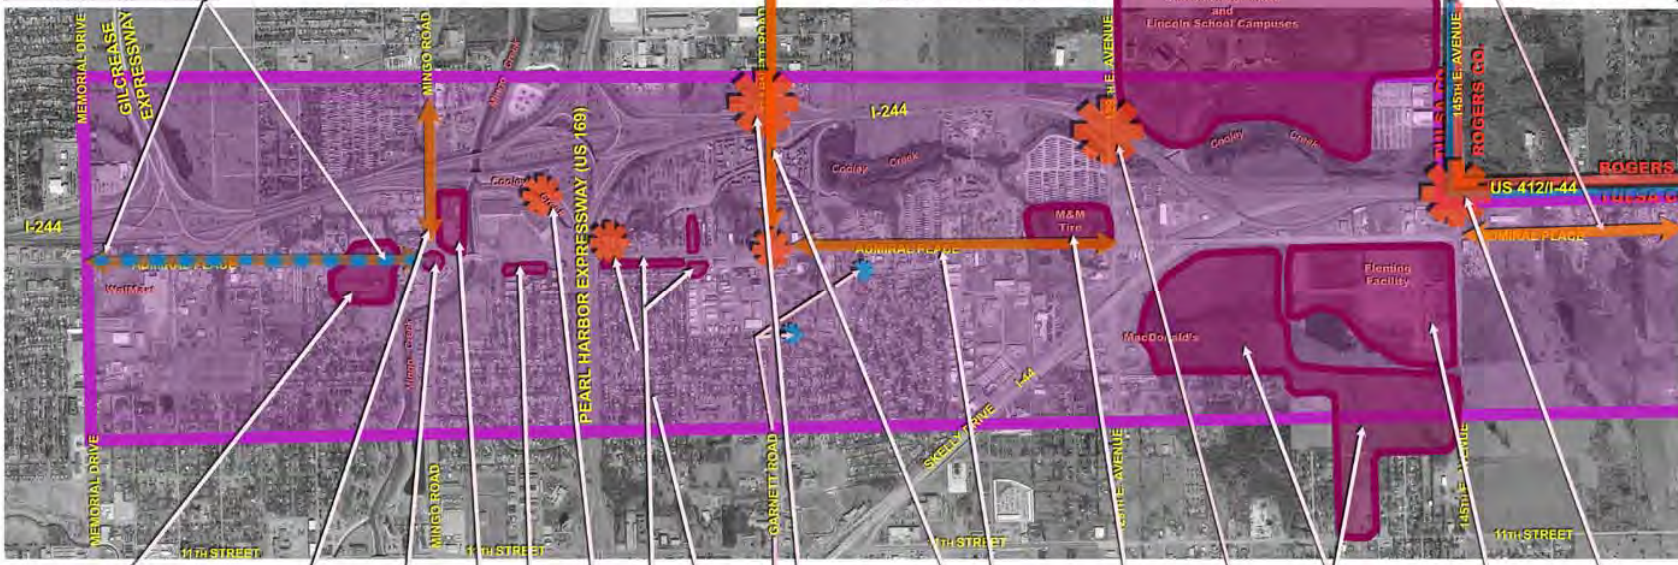 and
Lincoln School Campuses
MEMORIAL DRIVE
GILCREASE
EXPRESSWAY
MINGO ROAD
Mingo Creek
145TH E. AVENUE
TULSA CO.
ROGERS CO.
I-244
Cooley Creek
Cooley Creek
Cooley Creek
PEARL HARBOR EXPRESSWAY (US 169)
ROGERS
US 412/I-44
TULSA
I-244
M&M
Tire
ADMIRAL PLACE
ADMIRAL PLACE
ADMIRAL PLACE
WalMart
Fleming
Facility
Mingo Creek
MacDonald's
I-44
SKELLY DRIVE
MEMORIAL DRIVE
MINGO ROAD
GARNETT ROAD
129TH E. AVENUE
145TH E. AVENUE
11TH STREET
11TH STREET
11TH STREET
11TH STREET